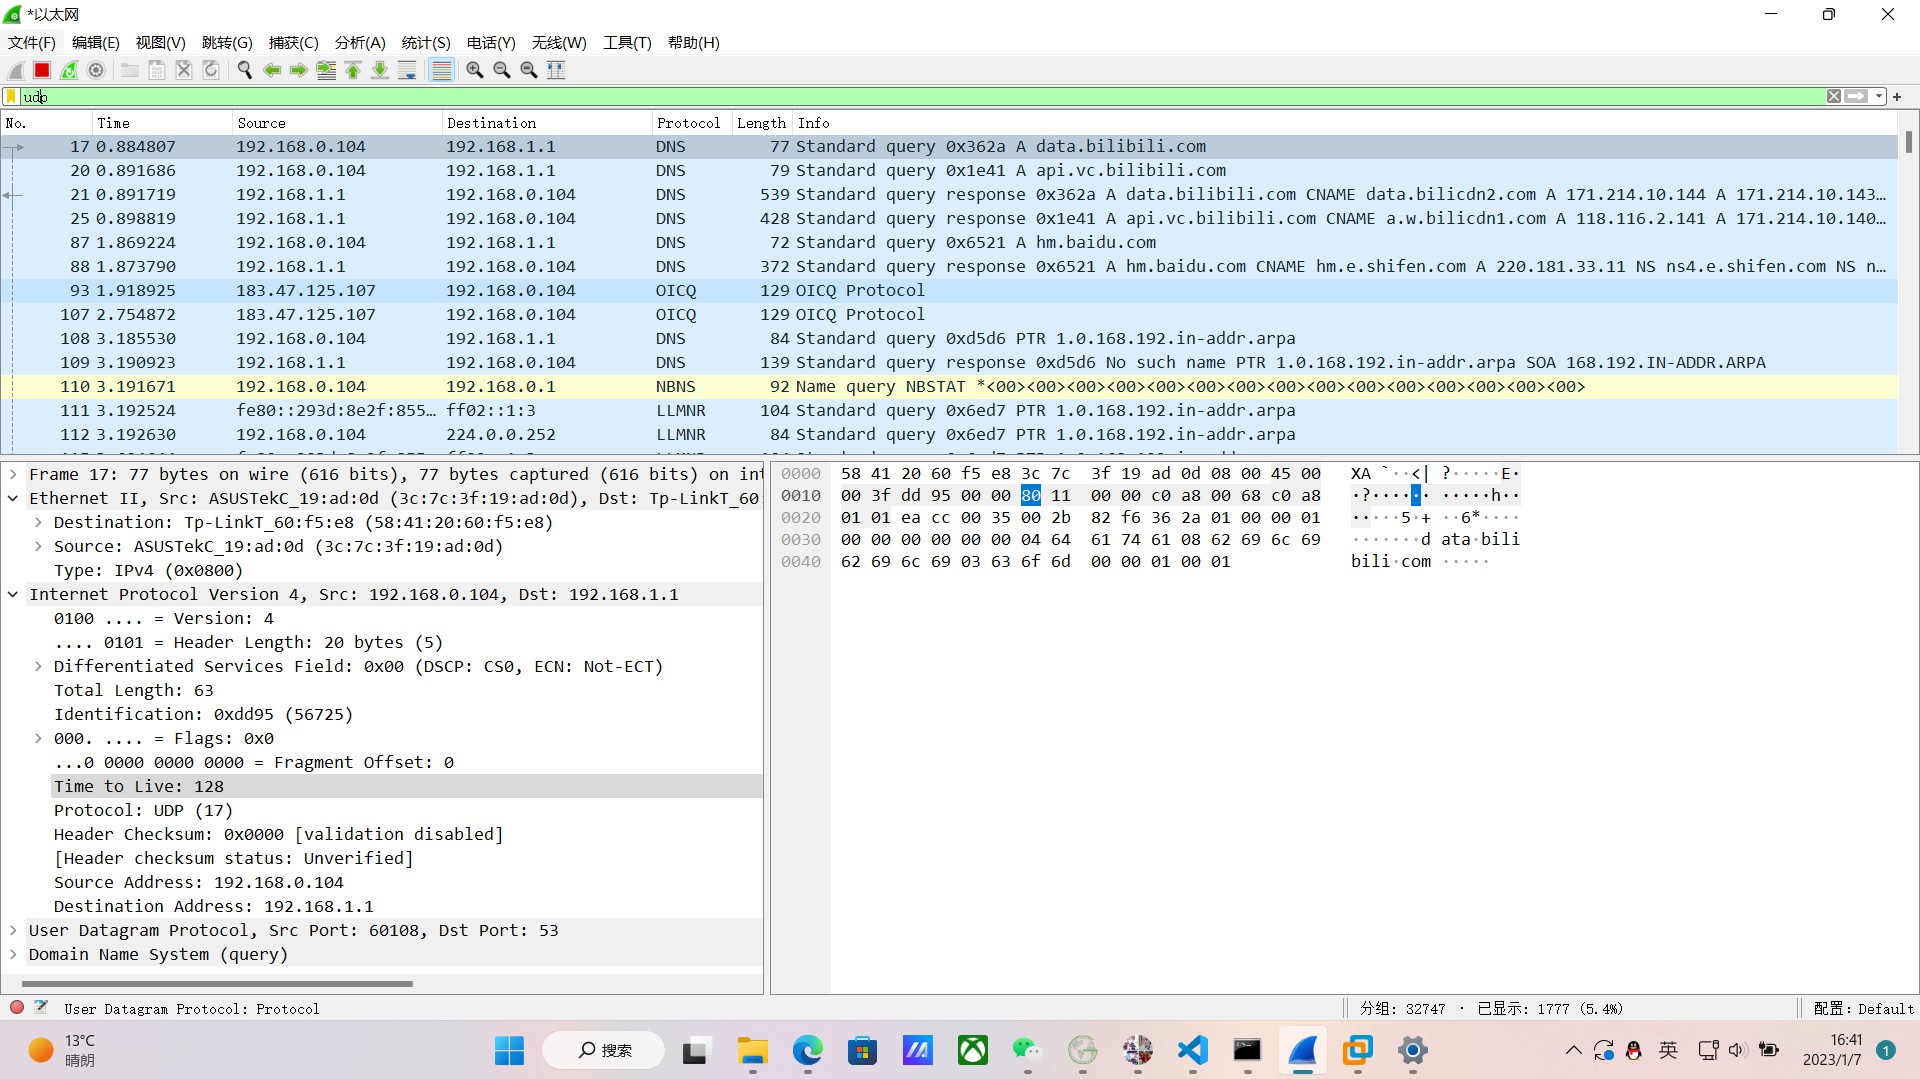 *以太网
文件(F) 编辑(E) 视图(V) 跳转(G) 捕获(C) 分析(A) 统计(S) 电话(Y) 无线(W) 工具(T) 帮助(H)
udp
No. Time Source Destination Protocol Length Info
17 0.884807 192.168.0.104 192.168.1.1 DNS 77 Standard query 0x362a A data.bilibili.com
20 0.891686 192.168.0.104 192.168.1.1 DNS 79 Standard query 0x1e41 A api.vc.bilibili.com
21 0.891719 192.168.1.1 192.168.0.104 DNS 539 Standard query response 0x362a A data.bilibili.com CNAME data.bilicdn2.com A 171.214.10.144 A 171.214.10.143…
25 0.898819 192.168.1.1 192.168.0.104 DNS 428 Standard query response 0x1e41 A api.vc.bilibili.com CNAME a.w.bilicdn1.com A 118.116.2.141 A 171.214.10.140…
87 1.869224 192.168.0.104 192.168.1.1 DNS 72 Standard query 0x6521 A hm.baidu.com
88 1.873790 192.168.1.1 192.168.0.104 DNS 372 Standard query response 0x6521 A hm.baidu.com CNAME hm.e.shifen.com A 220.181.33.11 NS ns4.e.shifen.com NS n…
93 1.918925 183.47.125.107 192.168.0.104 OICQ 129 OICQ Protocol
107 2.754872 183.47.125.107 192.168.0.104 OICQ 129 OICQ Protocol
108 3.185530 192.168.0.104 192.168.1.1 DNS 84 Standard query 0xd5d6 PTR 1.0.168.192.in-addr.arpa
109 3.190923 192.168.1.1 192.168.0.104 DNS 139 Standard query response 0xd5d6 No such name PTR 1.0.168.192.in-addr.arpa SOA 168.192.IN-ADDR.ARPA
110 3.191671 192.168.0.104 192.168.0.1 NBNS 92 Name query NBSTAT *<00><00><00><00><00><00><00><00><00><00><00><00><00><00><00>
111 3.192524 fe80::293d:8e2f:855… ff02::1:3 LLMNR 104 Standard query 0x6ed7 PTR 1.0.168.192.in-addr.arpa
112 3.192630 192.168.0.104 224.0.0.252 LLMNR 84 Standard query 0x6ed7 PTR 1.0.168.192.in-addr.arpa
Frame 17: 77 bytes on wire (616 bits), 77 bytes captured (616 bits) on int
Ethernet II, Src: ASUSTekC_19:ad:0d (3c:7c:3f:19:ad:0d), Dst: Tp-LinkT_60:
Destination: Tp-LinkT_60:f5:e8 (58:41:20:60:f5:e8)
Source: ASUSTekC_19:ad:0d (3c:7c:3f:19:ad:0d)
Type: IPv4 (0x0800)
Internet Protocol Version 4, Src: 192.168.0.104, Dst: 192.168.1.1
0100 .... = Version: 4
.... 0101 = Header Length: 20 bytes (5)
Differentiated Services Field: 0x00 (DSCP: CS0, ECN: Not-ECT)
Total Length: 63
Identification: 0xdd95 (56725)
000. .... = Flags: 0x0
...0 0000 0000 0000 = Fragment Offset: 0
Time to Live: 128
Protocol: UDP (17)
Header Checksum: 0x0000 [validation disabled]
[Header checksum status: Unverified]
Source Address: 192.168.0.104
Destination Address: 192.168.1.1
User Datagram Protocol, Src Port: 60108, Dst Port: 53
Domain Name System (query)
0000 58 41 20 60 f5 e8 3c 7c 3f 19 ad 0d 08 00 45 00 XA `··<| ?·····E·
0010 00 3f dd 95 00 00 80 11 00 00 c0 a8 00 68 c0 a8 ·?······ ·····h··
0020 01 01 ea cc 00 35 00 2b 82 f6 36 2a 01 00 00 01 ·····5·+ ··6*····
0030 00 00 00 00 00 00 04 64 61 74 61 08 62 69 6c 69 ·······d ata·bili
0040 62 69 6c 69 03 63 6f 6d 00 00 01 00 01 bili·com ·····
User Datagram Protocol: Protocol
分组: 32747 · 已显示: 1777 (5.4%)
配置: Default
13°C
晴朗
搜索
英
16:41
2023/1/7
1